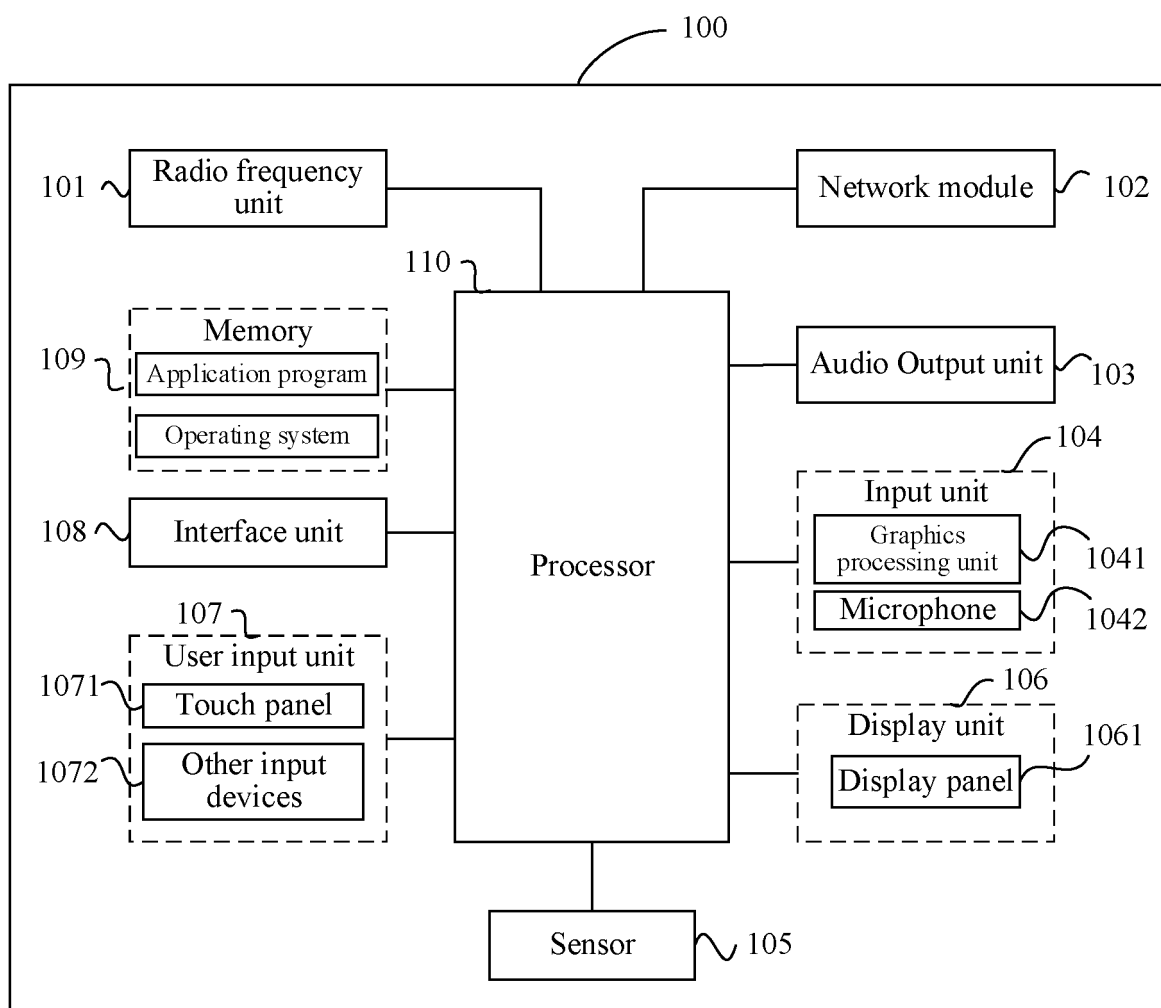 100
101
Radio frequency
unit
Network module
102
110
Memory
109
Application program
Operating system
Audio Output unit
103
104
108
Interface unit
Processor
Input unit
Graphics
processing unit
1041
Microphone
1042
107
User input unit
1071
Touch panel
1072
Other input
devices
106
Display unit
1061
Display panel
Sensor
105